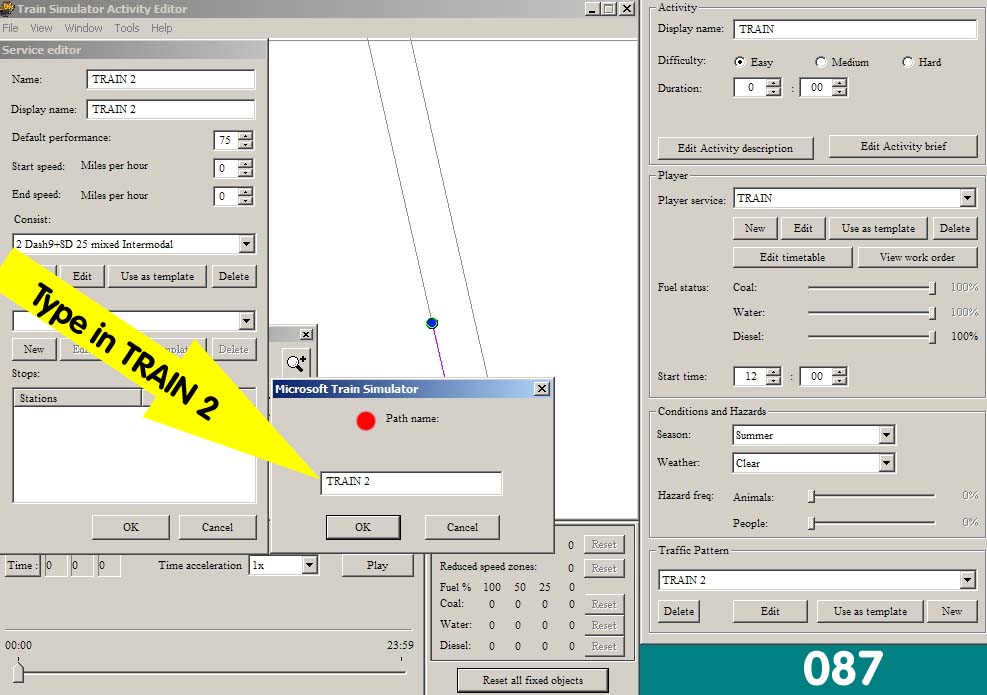 Train Simulator Activity Editor
File View Window Tools Help
Service editor
Name: TRAIN 2
Display name: TRAIN 2
Default performance: 75
Start speed: Miles per hour 0
End speed: Miles per hour 0
Consist:
2 Dash9+8D 25 mixed Intermodal
Edit Use as template Delete
New Delete
Stops:
Stations
OK Cancel
Type in TRAIN 2
Microsoft Train Simulator
Path name:
TRAIN 2
OK Cancel
Time : 0 0 0 Time acceleration 1x Play
00:00 23:59
0 Reset
Reduced speed zones: 0 Reset
Fuel % 100 50 25 0
Coal: 0 0 0 0 Reset
Water: 0 0 0 0 Reset
Diesel: 0 0 0 0 Reset
Reset all fixed objects
Activity
Display name: TRAIN
Difficulty: Easy Medium Hard
Duration: 0 : 00
Edit Activity description Edit Activity brief
Player
Player service: TRAIN
New Edit Use as template Delete
Edit timetable View work order
Fuel status: Coal: 100%
Water: 100%
Diesel: 100%
Start time: 12 : 00
Conditions and Hazards
Season: Summer
Weather: Clear
Hazard freq: Animals: 0%
People: 0%
Traffic Pattern
TRAIN 2
Delete Edit Use as template New
087